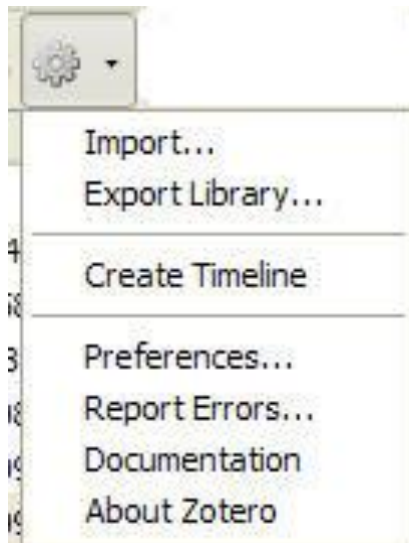 Import...
Export Library...
Create Timeline
Preferences...
Report Errors...
Documentation
About Zotero